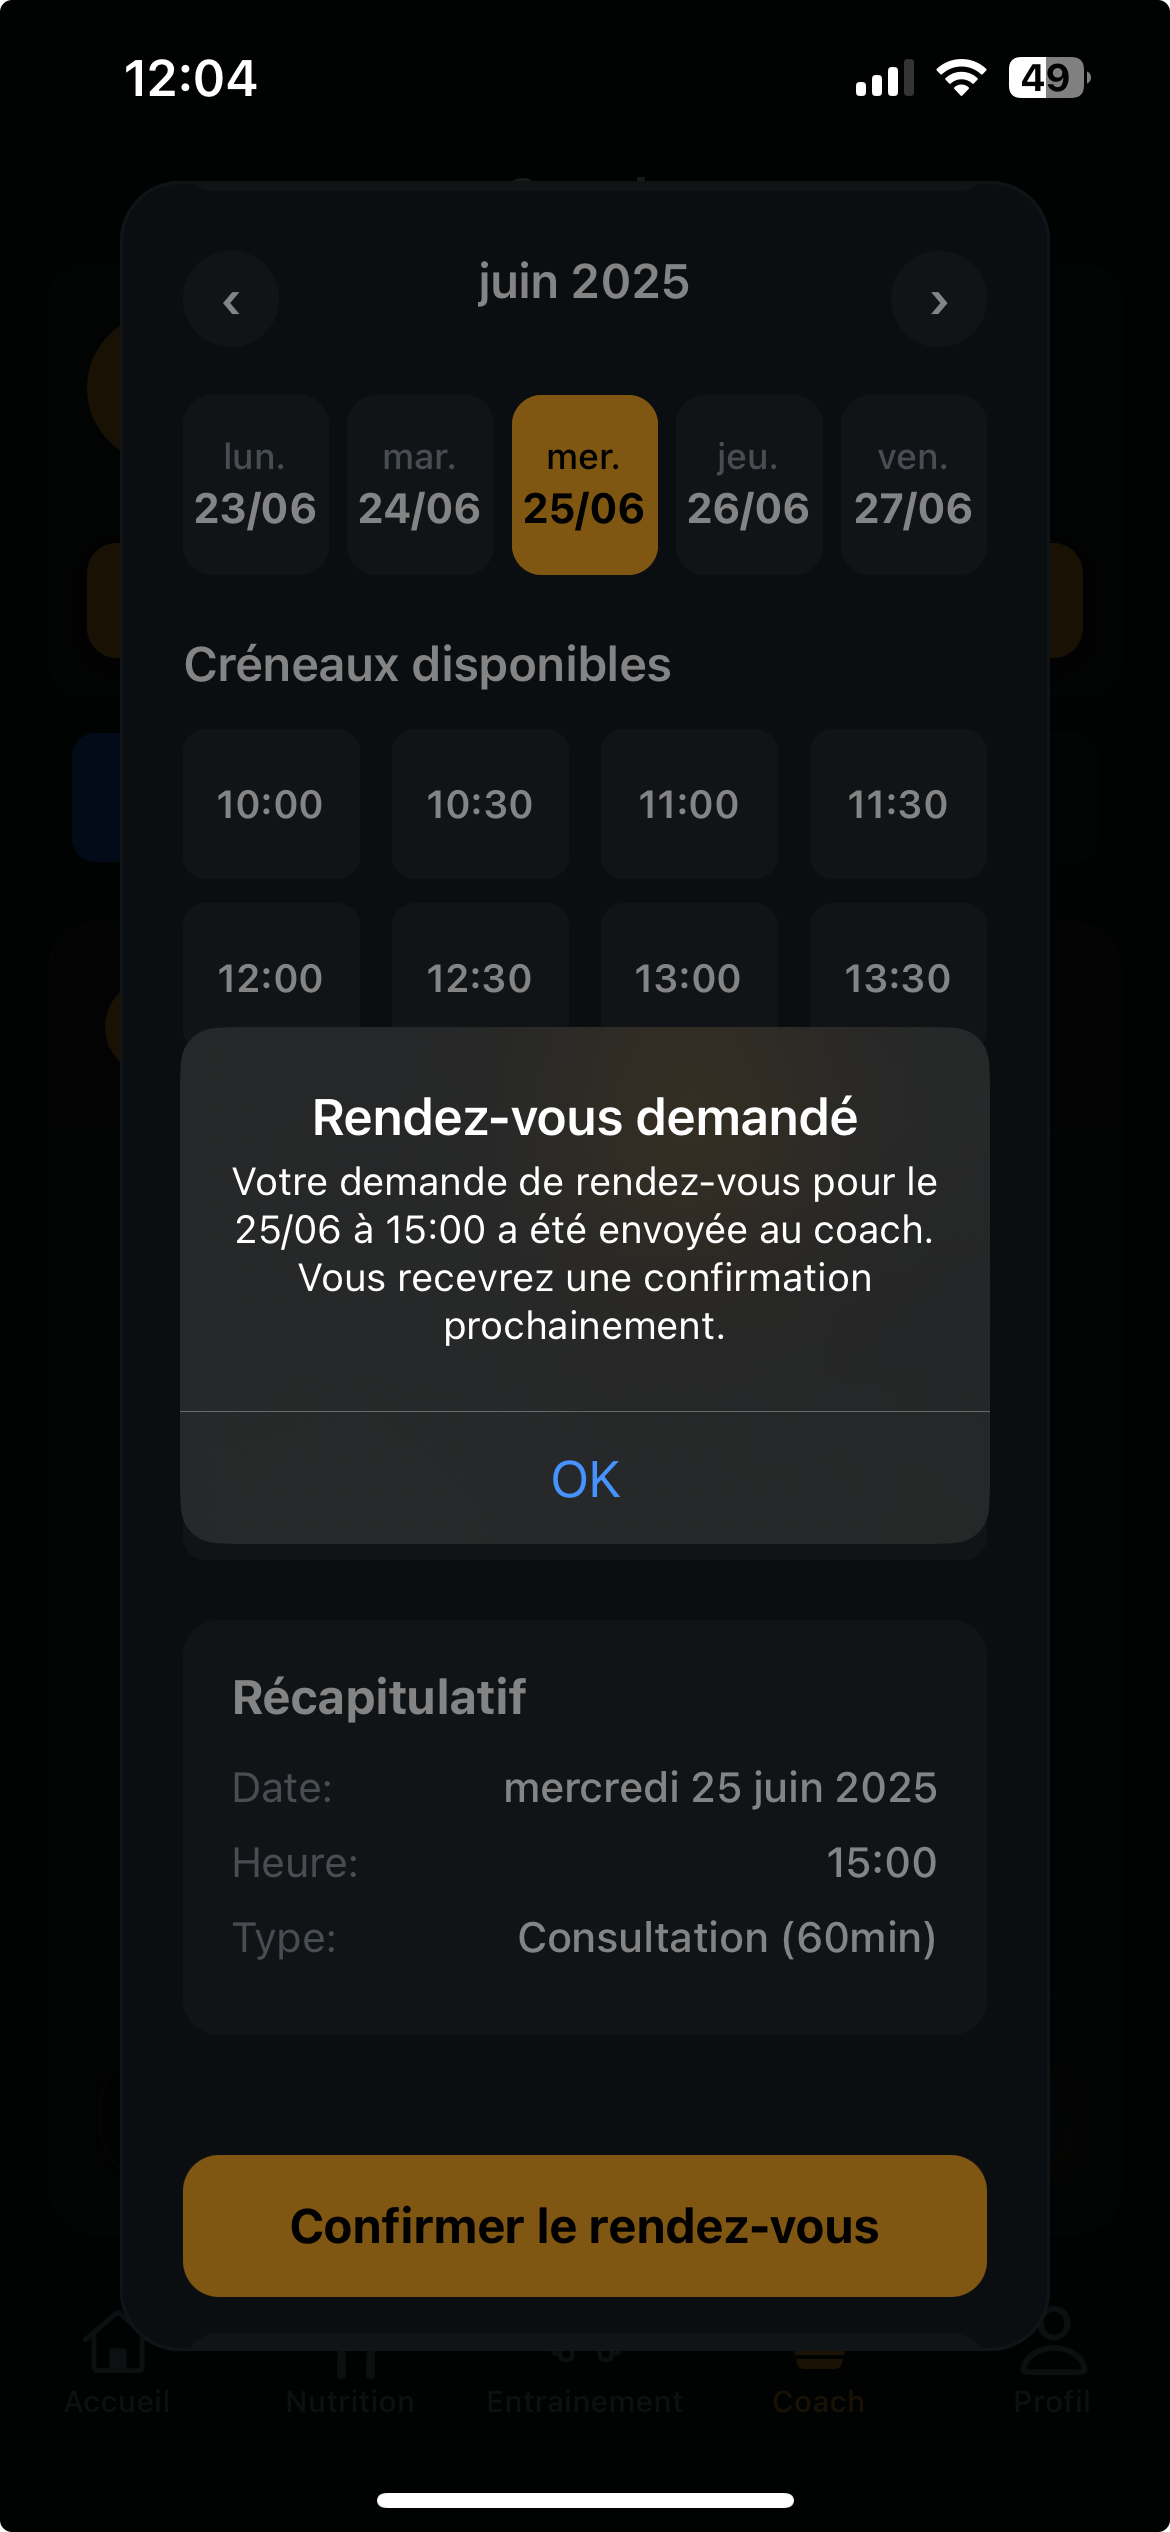 12:04
49
‹ juin 2025 ›
lun. mar. mer. jeu. ven.
23/06 24/06 25/06 26/06 27/06
Créneaux disponibles
10:00 10:30 11:00 11:30
12:00 12:30 13:00 13:30
Rendez-vous demandé
Votre demande de rendez-vous pour le
25/06 à 15:00 a été envoyée au coach.
Vous recevrez une confirmation
prochainement.
OK
Récapitulatif
Date: mercredi 25 juin 2025
Heure: 15:00
Type: Consultation (60min)
Confirmer le rendez-vous
Accueil Nutrition Entrainement Coach Profil